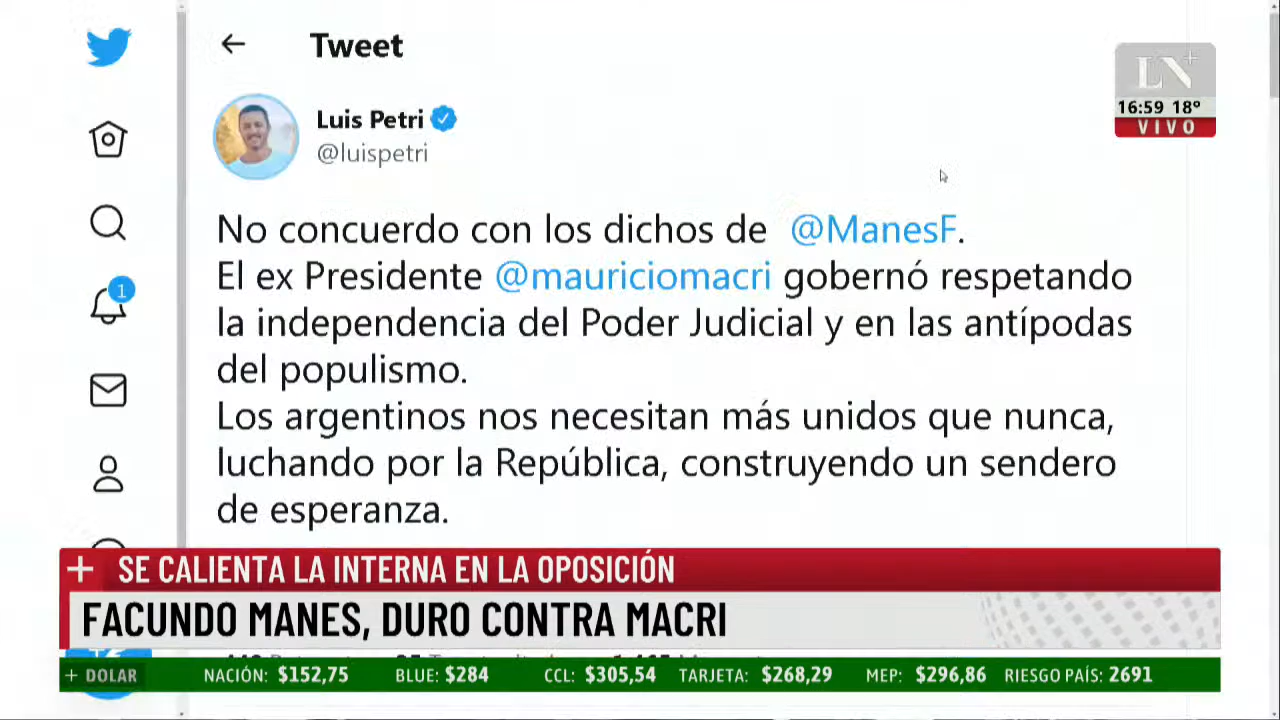 Tweet
LN+
16:59 18º
VIVO
Luis Petri
@luispetri
No concuerdo con los dichos de @ManesF.
El ex Presidente @mauriciomacri gobernó respetando
la independencia del Poder Judicial y en las antípodas
del populismo.
Los argentinos nos necesitan más unidos que nunca,
luchando por la República, construyendo un sendero
de esperanza.
1
+ SE CALIENTA LA INTERNA EN LA OPOSICIÓN
FACUNDO MANES, DURO CONTRA MACRI
+ DOLAR NACIÓN: $152,75 BLUE: $284 CCL: $305,54 TARJETA: $268,29 MEP: $296,86 RIESGO PAÍS: 2691